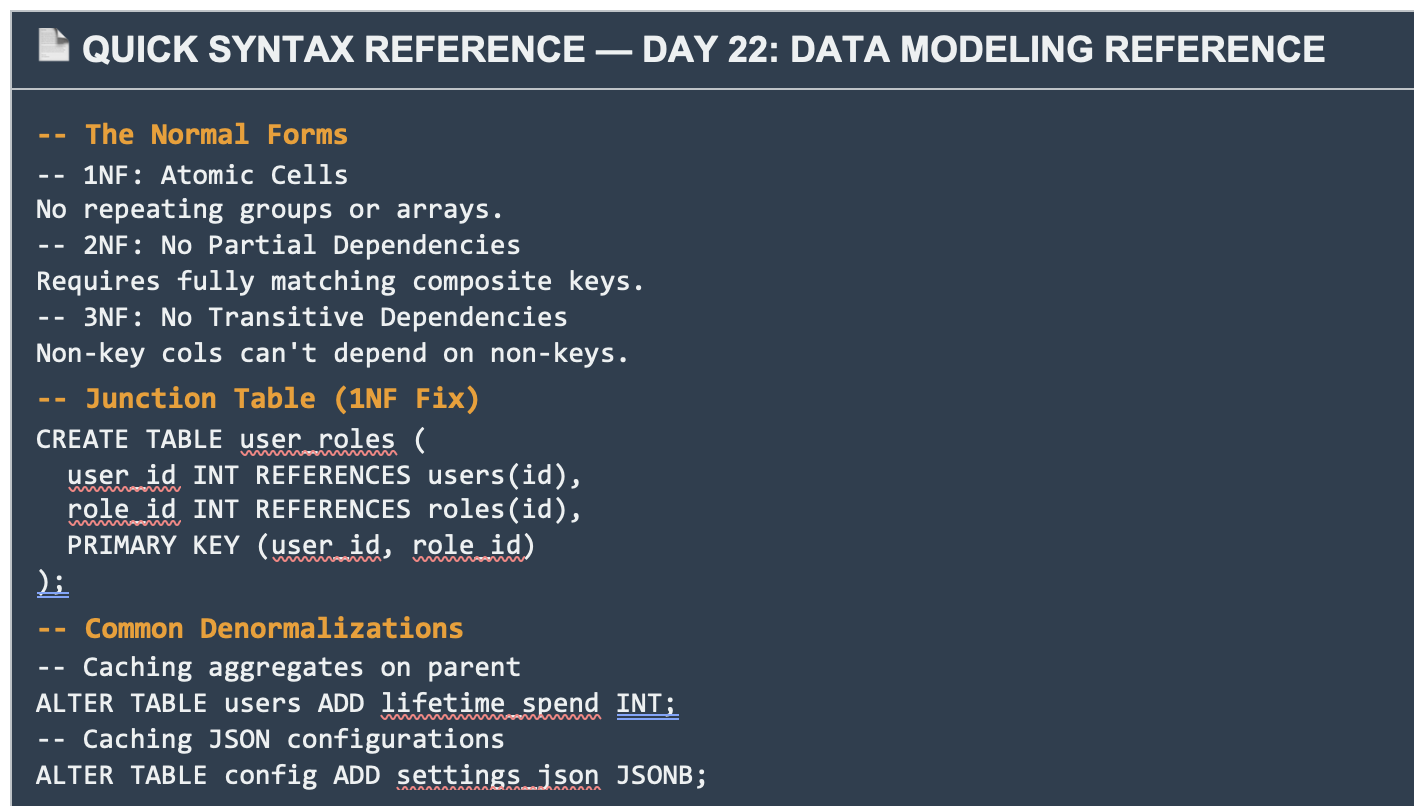 QUICK SYNTAX REFERENCE — DAY 22: DATA MODELING REFERENCE
-- The Normal Forms
-- 1NF: Atomic Cells
No repeating groups or arrays.
-- 2NF: No Partial Dependencies
Requires fully matching composite keys.
-- 3NF: No Transitive Dependencies
Non-key cols can't depend on non-keys.
-- Junction Table (1NF Fix)
CREATE TABLE user_roles (
  user_id INT REFERENCES users(id),
  role_id INT REFERENCES roles(id),
  PRIMARY KEY (user_id, role_id)
);
-- Common Denormalizations
-- Caching aggregates on parent
ALTER TABLE users ADD lifetime_spend INT;
-- Caching JSON configurations
ALTER TABLE config ADD settings_json JSONB;